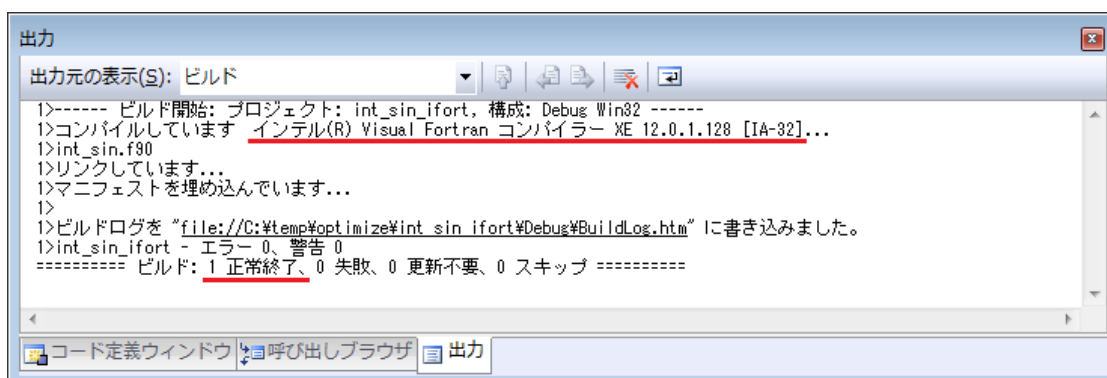 出力
出力元の表示(S): ビルド
1>------ ビルド開始: プロジェクト: int_sin_ifort, 構成: Debug Win32 ------
1>コンパイルしています インテル(R) Visual Fortran コンパイラー XE 12.0.1.128 [IA-32]...
1>int_sin.f90
1>リンクしています...
1>マニフェストを埋め込んでいます...
1>
1>ビルドログを "file://C:¥temp¥optimize¥int_sin_ifort¥Debug¥BuildLog.htm" に書き込みました。
1>int_sin_ifort - エラー 0、警告 0
========== ビルド: 1 正常終了、0 失敗、0 更新不要、0 スキップ ==========
コード定義ウィンドウ 呼び出しブラウザ 出力